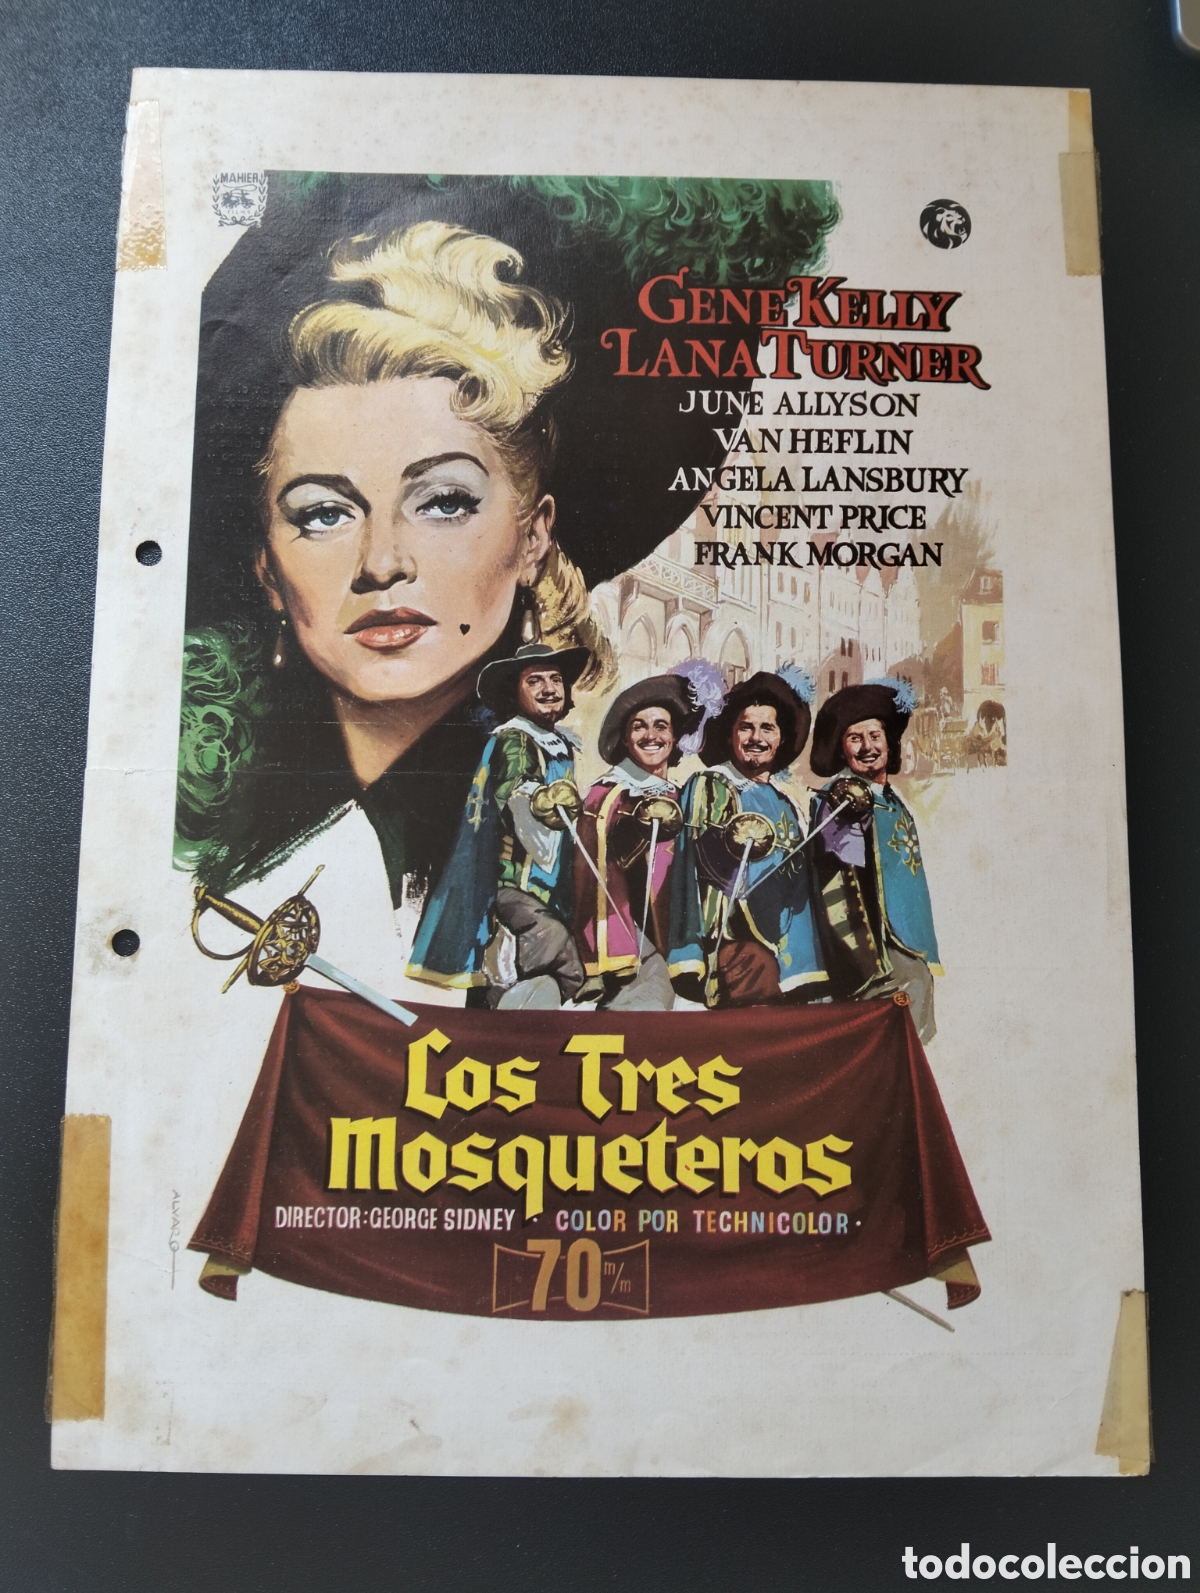 MAHIER
FILMS
GENE KELLY
LANA TURNER
JUNE ALLYSON
VAN HEFLIN
ANGELA LANSBURY
VINCENT PRICE
FRANK MORGAN
Los Tres
Mosqueteros
DIRECTOR: GEORGE SIDNEY · COLOR POR TECHNICOLOR ·
70 m/m
ALVARO
todocoleccion